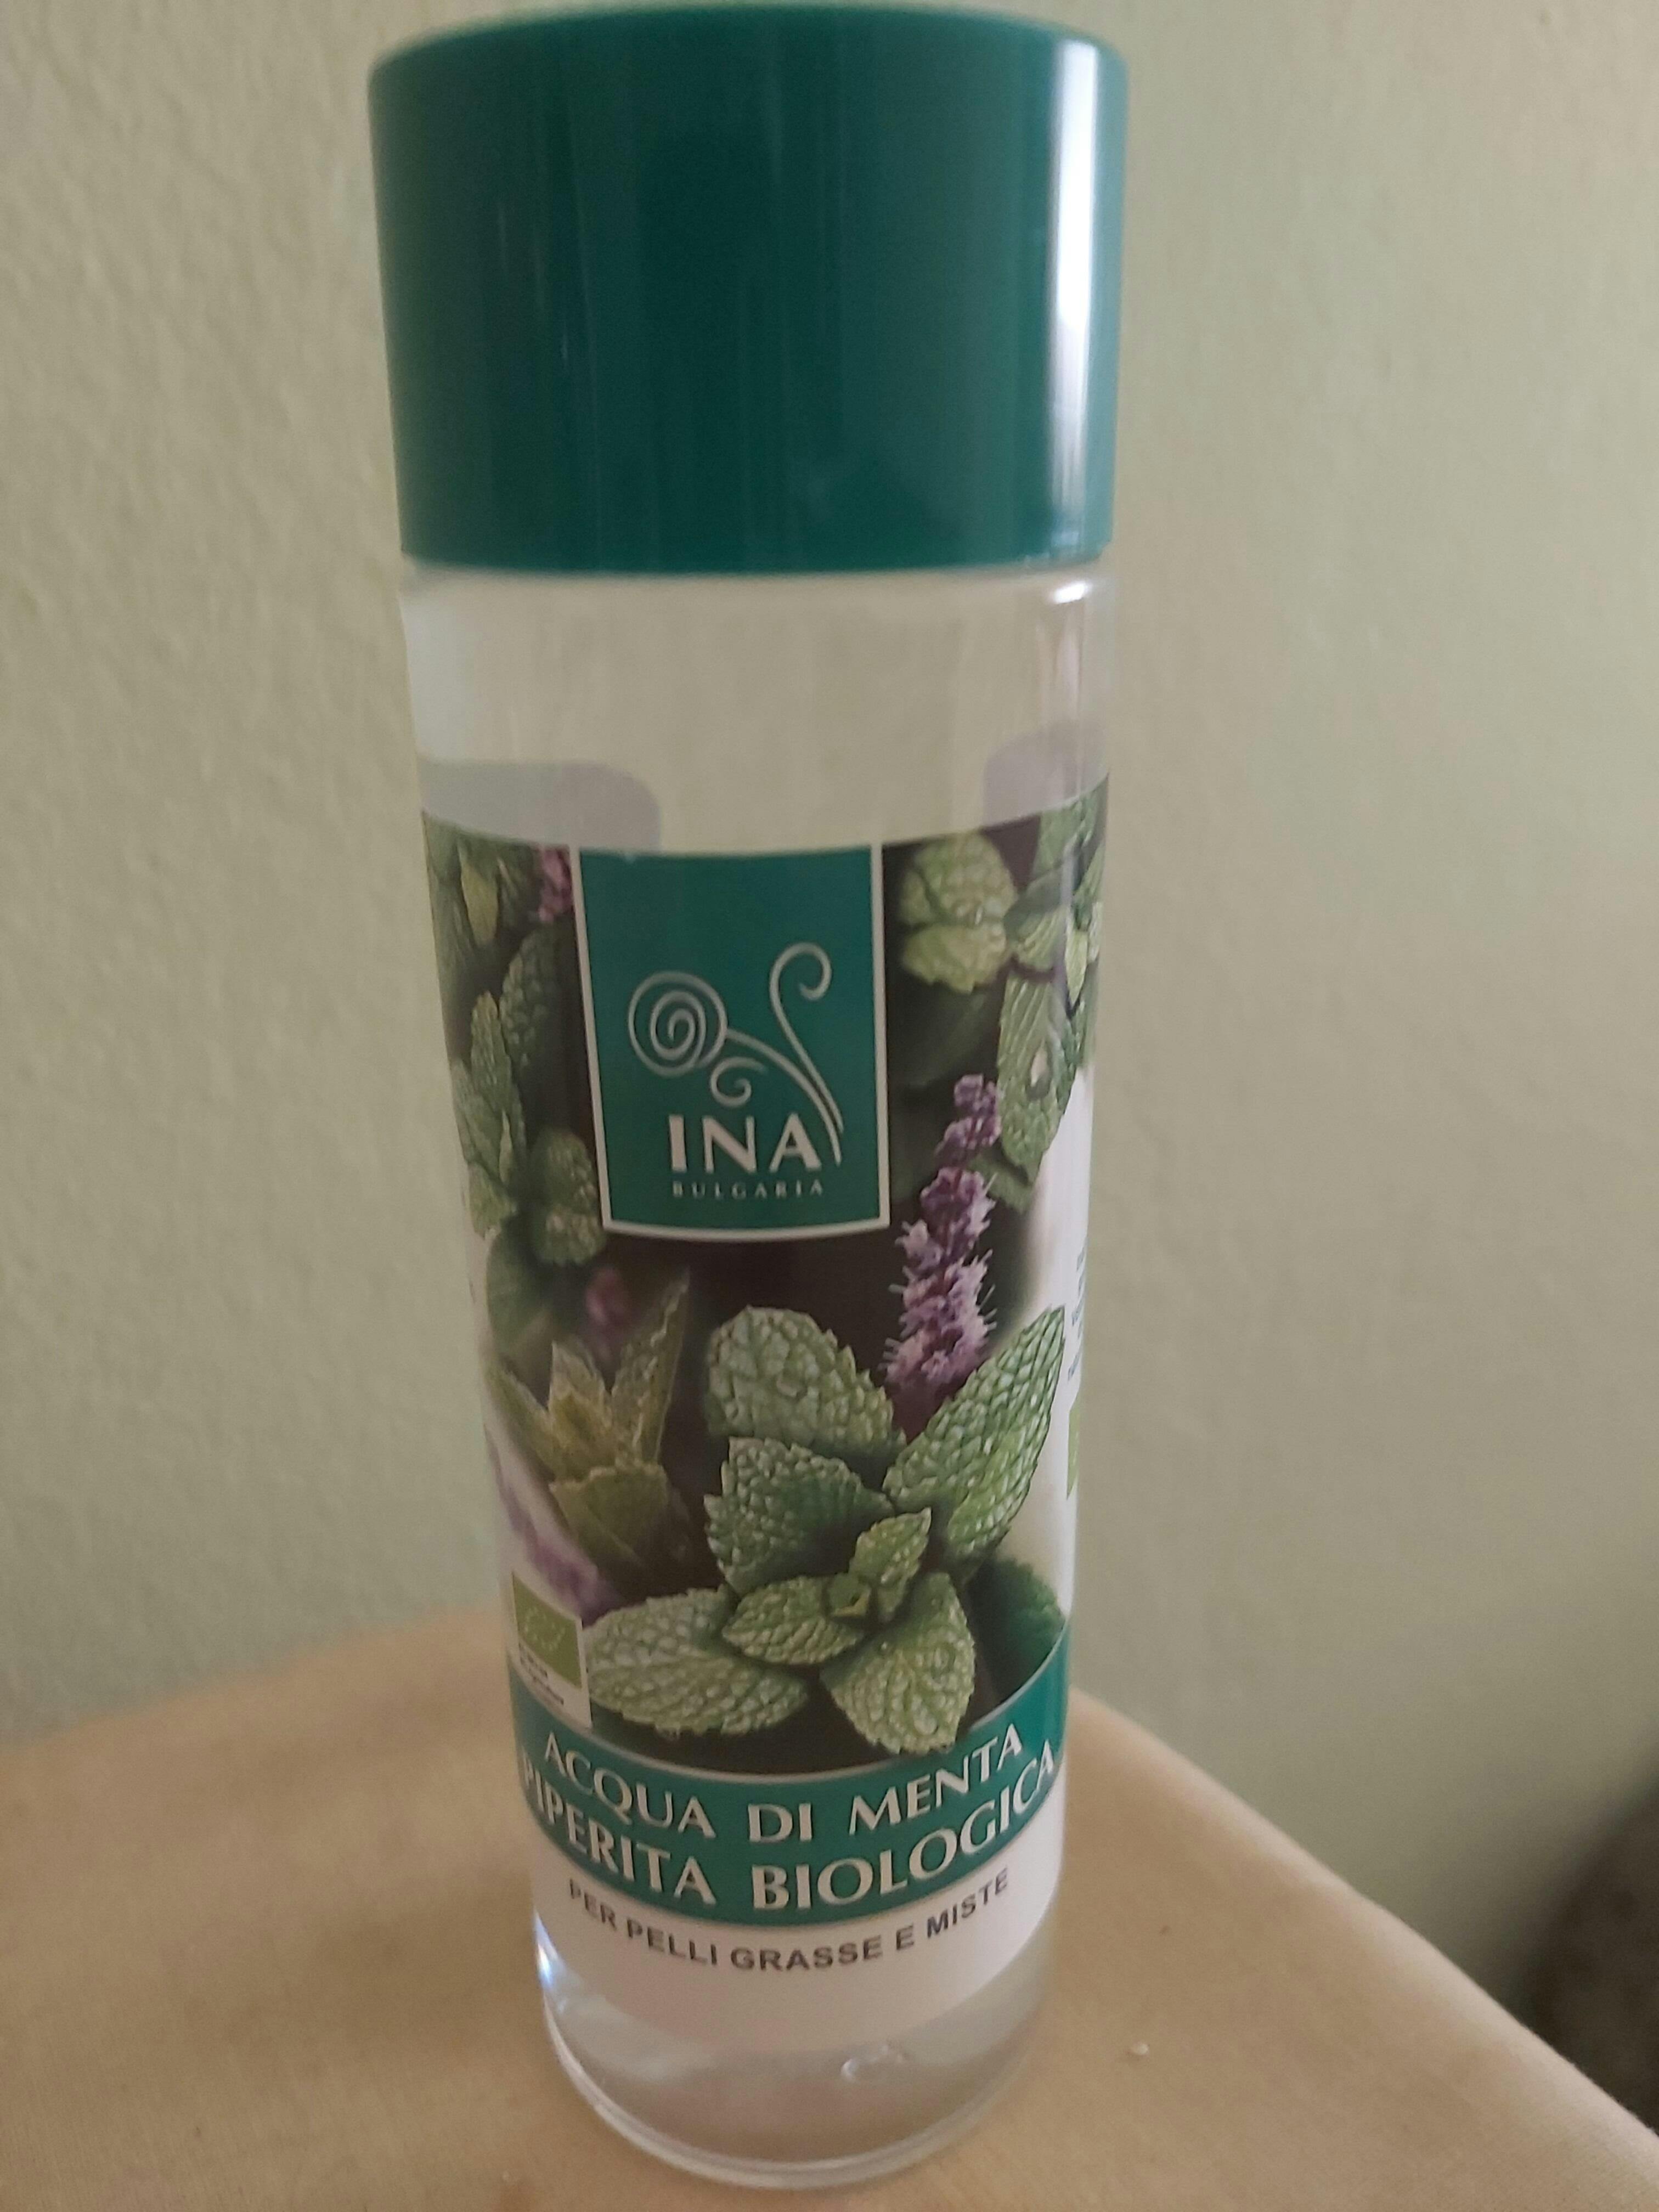 INA
BULGARIA
ACQUA DI MENTA
PIPERITA BIOLOGICA
PER PELLI GRASSE E MISTE